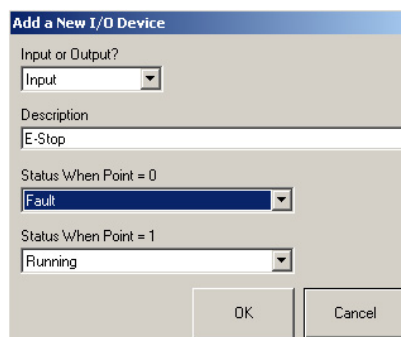 Add a New I/O Device
Input or Output?
Input
Description
E-Stop
Status When Point = 0
Fault
Status When Point = 1
Running
OK
Cancel